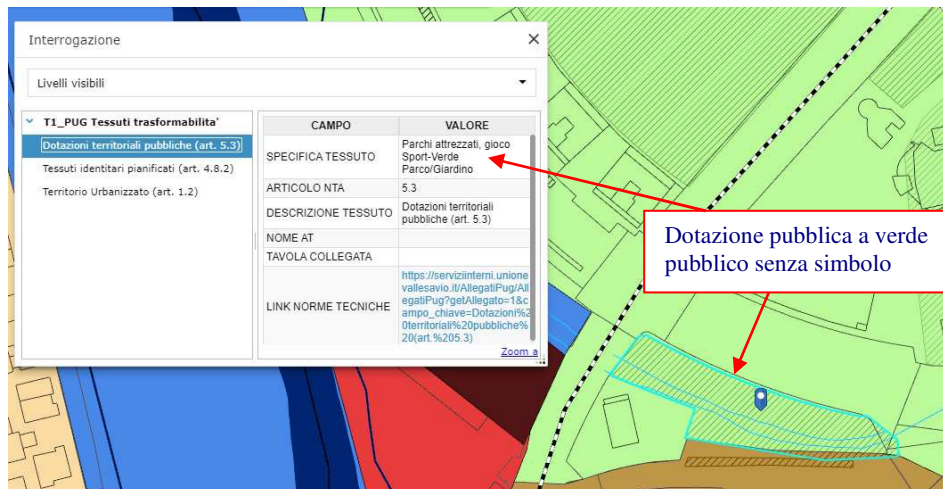 Interrogazione
Livelli visibili
T1_PUG Tessuti trasformabilita'
Dotazioni territoriali pubbliche (art. 5.3)
Tessuti identitari pianificati (art. 4.8.2)
Territorio Urbanizzato (art. 1.2)
CAMPO VALORE
SPECIFICA TESSUTO
Parchi attrezzati, gioco
Sport-Verde
Parco/Giardino
ARTICOLO NTA 5.3
DESCRIZIONE TESSUTO
Dotazioni territoriali
pubbliche (art. 5.3)
NOME AT
TAVOLA COLLEGATA
LINK NORME TECNICHE
https://serviziinterni.unione
vallesavio.it/AllegatiPug/All
egatiPug?getAllegato=1&c
ampo_chiave=Dotazioni%2
0territoriali%20pubbliche%
20(art.%205.3)
Zoom a
Dotazione pubblica a verde
pubblico senza simbolo